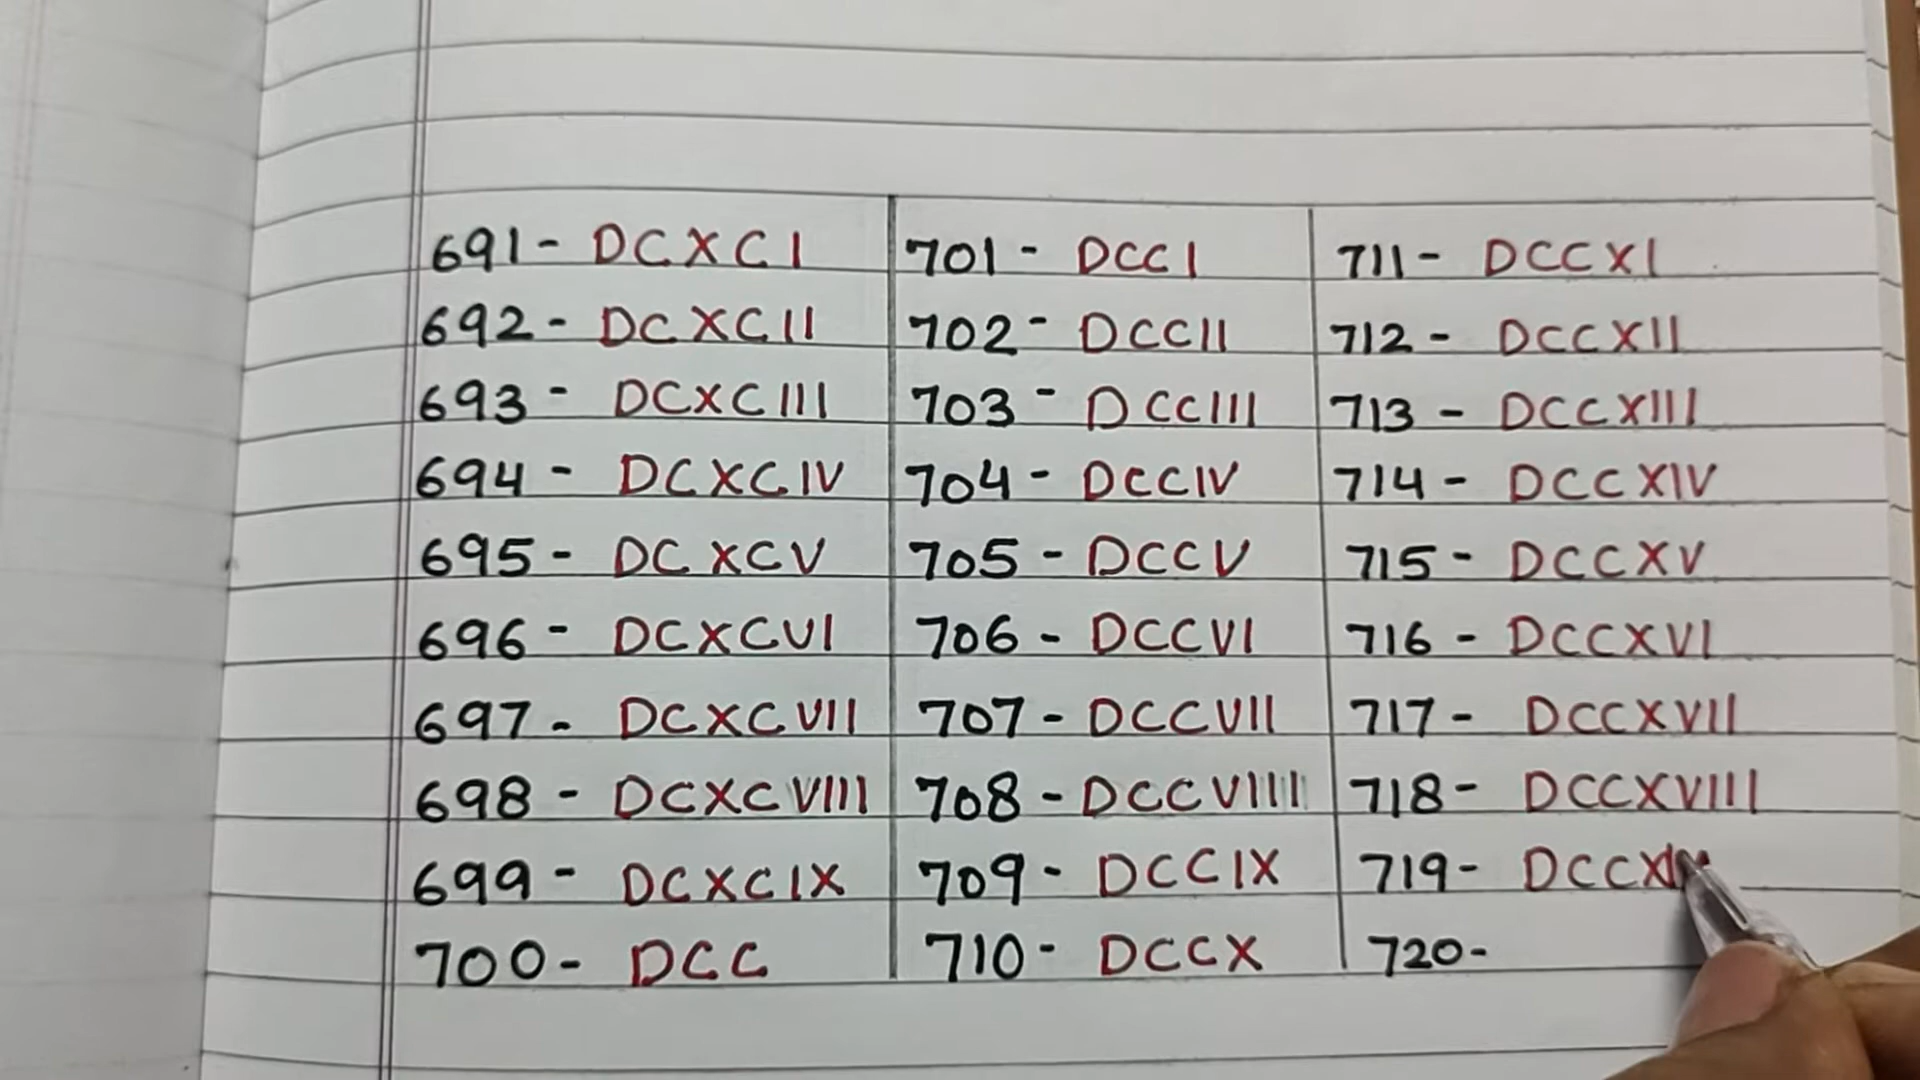 691 - DCXCI
692 - DCXCII
693 - DCXCIII
694 - DCXCIV
695 - DCXCV
696 - DCXCVI
697 - DCXCVII
698 - DCXCVIII
699 - DCXCIX
700 - DCC
701 - DCCI
702 - DCCII
703 - DCCIII
704 - DCCIV
705 - DCCV
706 - DCCVI
707 - DCCVII
708 - DCCVIIII
709 - DCCIX
710 - DCCX
711 - DCCXI
712 - DCCXII
713 - DCCXIII
714 - DCCXIV
715 - DCCXV
716 - DCCXVI
717 - DCCXVII
718 - DCCXVIII
719 -
720 -